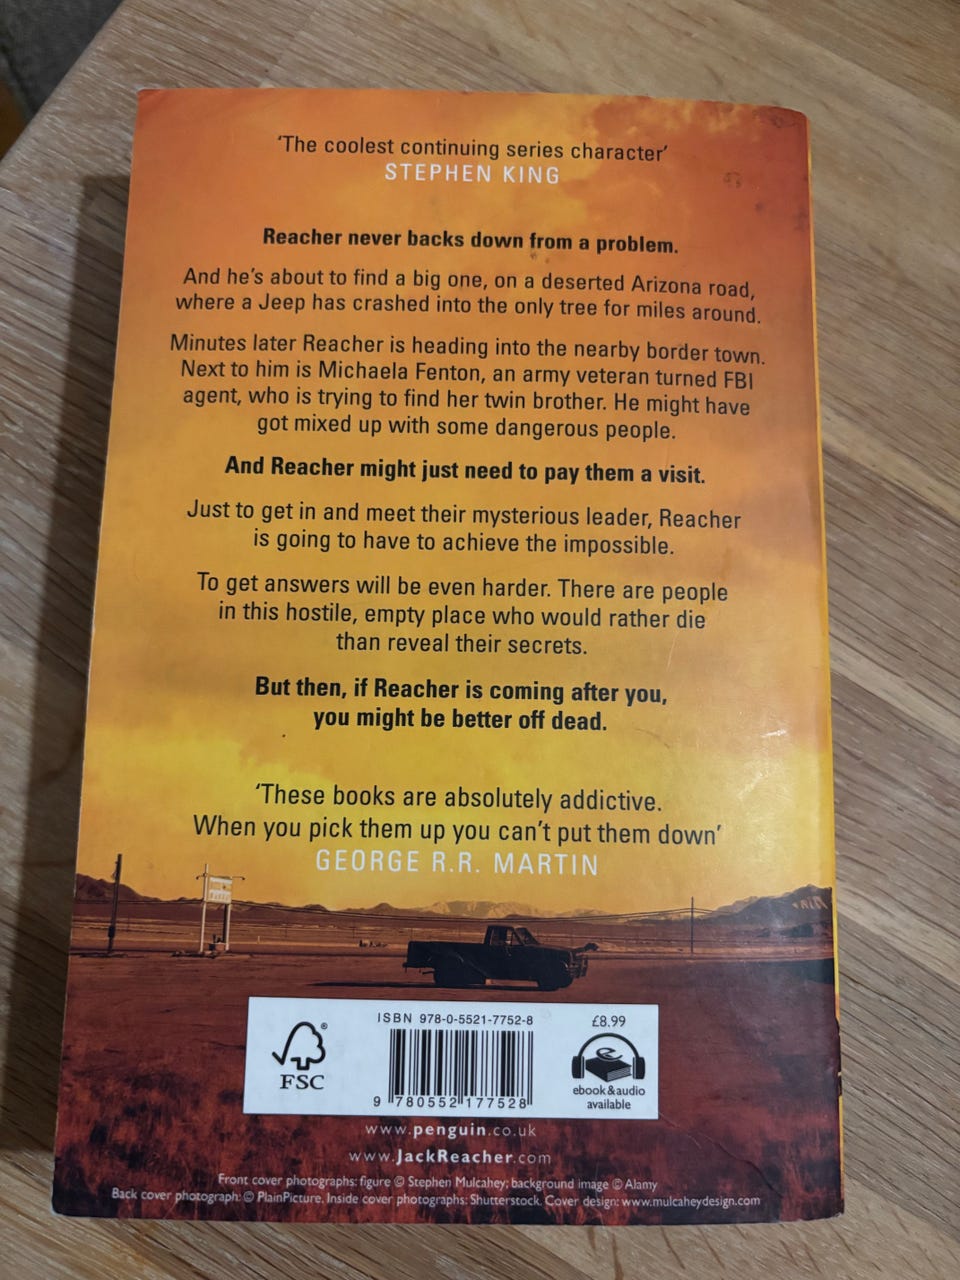 ‘The coolest continuing series character’
STEPHEN KING
Reacher never backs down from a problem.
And he’s about to find a big one, on a deserted Arizona road,
where a Jeep has crashed into the only tree for miles around.
Minutes later Reacher is heading into the nearby border town.
Next to him is Michaela Fenton, an army veteran turned FBI
agent, who is trying to find her twin brother. He might have
got mixed up with some dangerous people.
And Reacher might just need to pay them a visit.
Just to get in and meet their mysterious leader, Reacher
is going to have to achieve the impossible.
To get answers will be even harder. There are people
in this hostile, empty place who would rather die
than reveal their secrets.
But then, if Reacher is coming after you,
you might be better off dead.
‘These books are absolutely addictive.
When you pick them up you can’t put them down’
GEORGE R.R. MARTIN
ISBN 978-0-5521-7752-8
£8.99
®
FSC
9 780552 177528
ebook&audio
available
www.penguin.co.uk
www.JackReacher.com
Front cover photographs: figure © Stephen Mulcahey; background image © Alamy
Back cover photograph: © PlainPicture. Inside cover photographs: Shutterstock. Cover design: www.mulcaheydesign.com